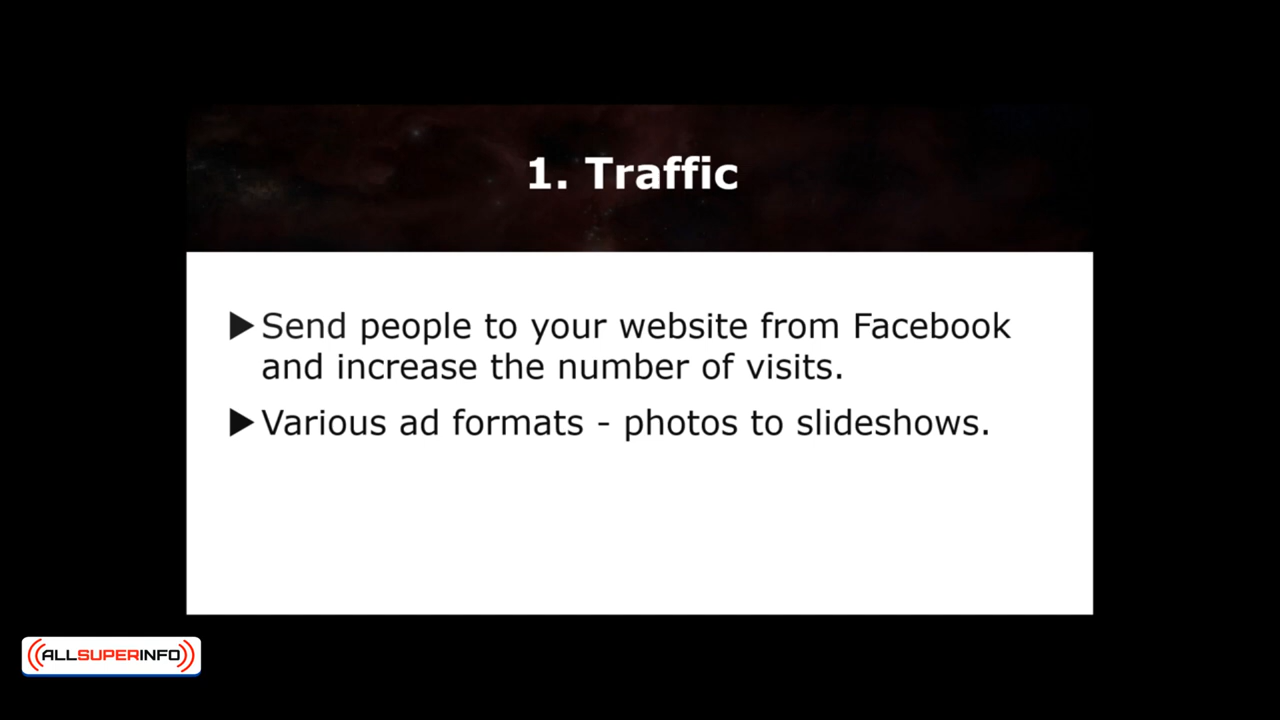 1. Traffic
▶Send people to your website from Facebook
and increase the number of visits.
▶Various ad formats - photos to slideshows.
ALLSUPERINFO